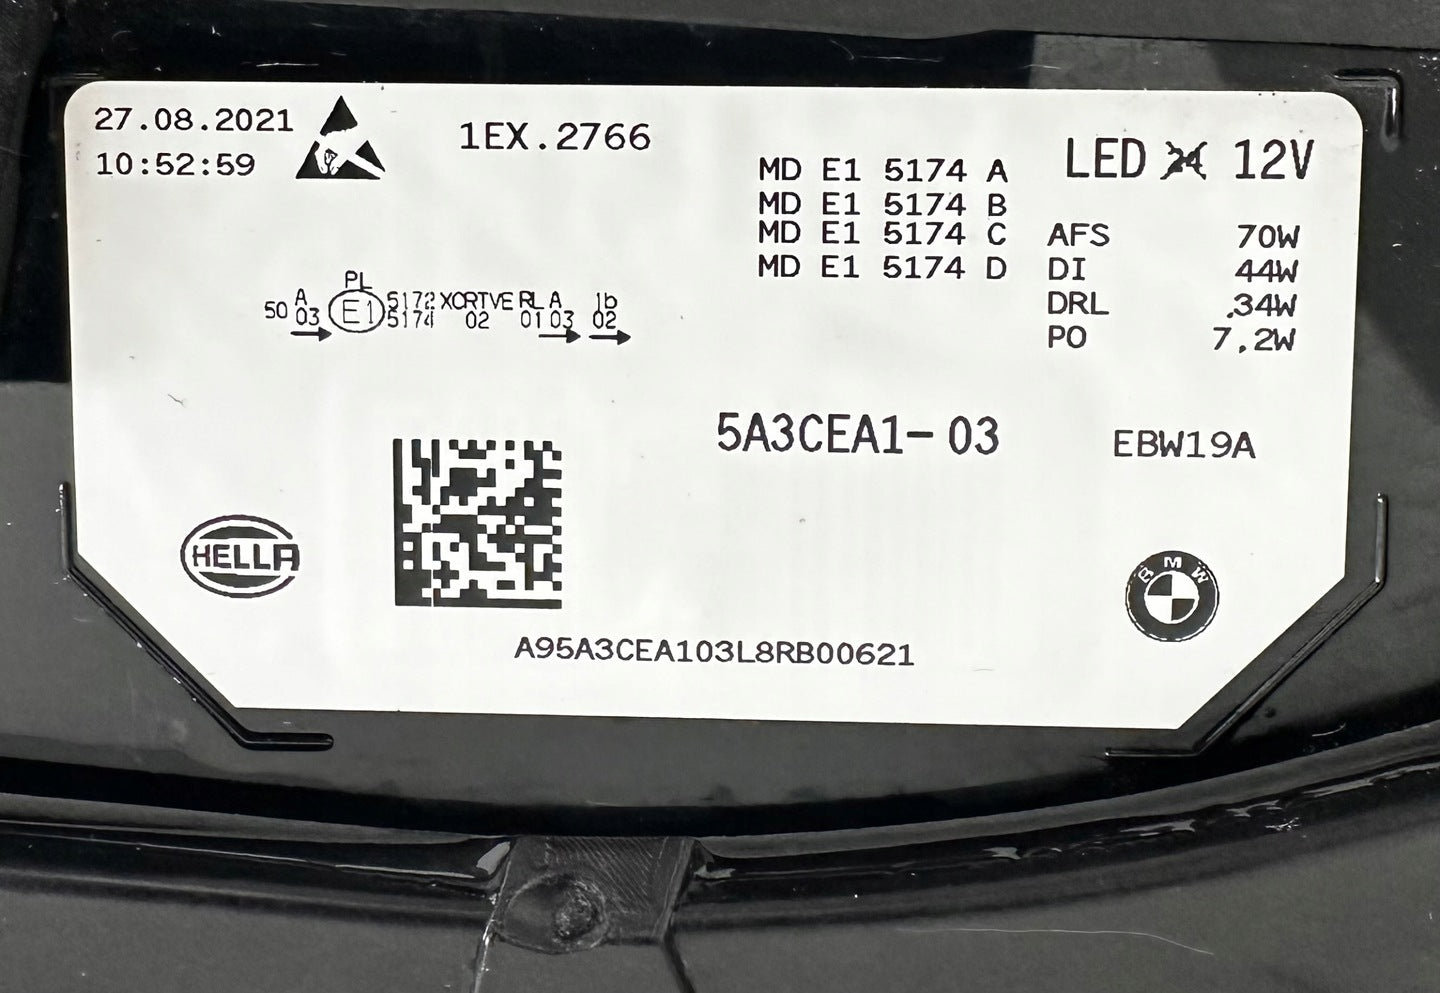 27.08.2021
10:52:59
1EX.2766
MD E1 5174 A
MD E1 5174 B
MD E1 5174 C
MD E1 5174 D
LED 12V
AFS 70W
DI 44W
DRL 34W
PO 7,2W
PL
50 A E1 5172 XCRTVE RL A 1b
03 5174 02 01 03 02
5A3CEA1-03
EBW19A
HELLA
BMW
A95A3CEA103L8RB00621